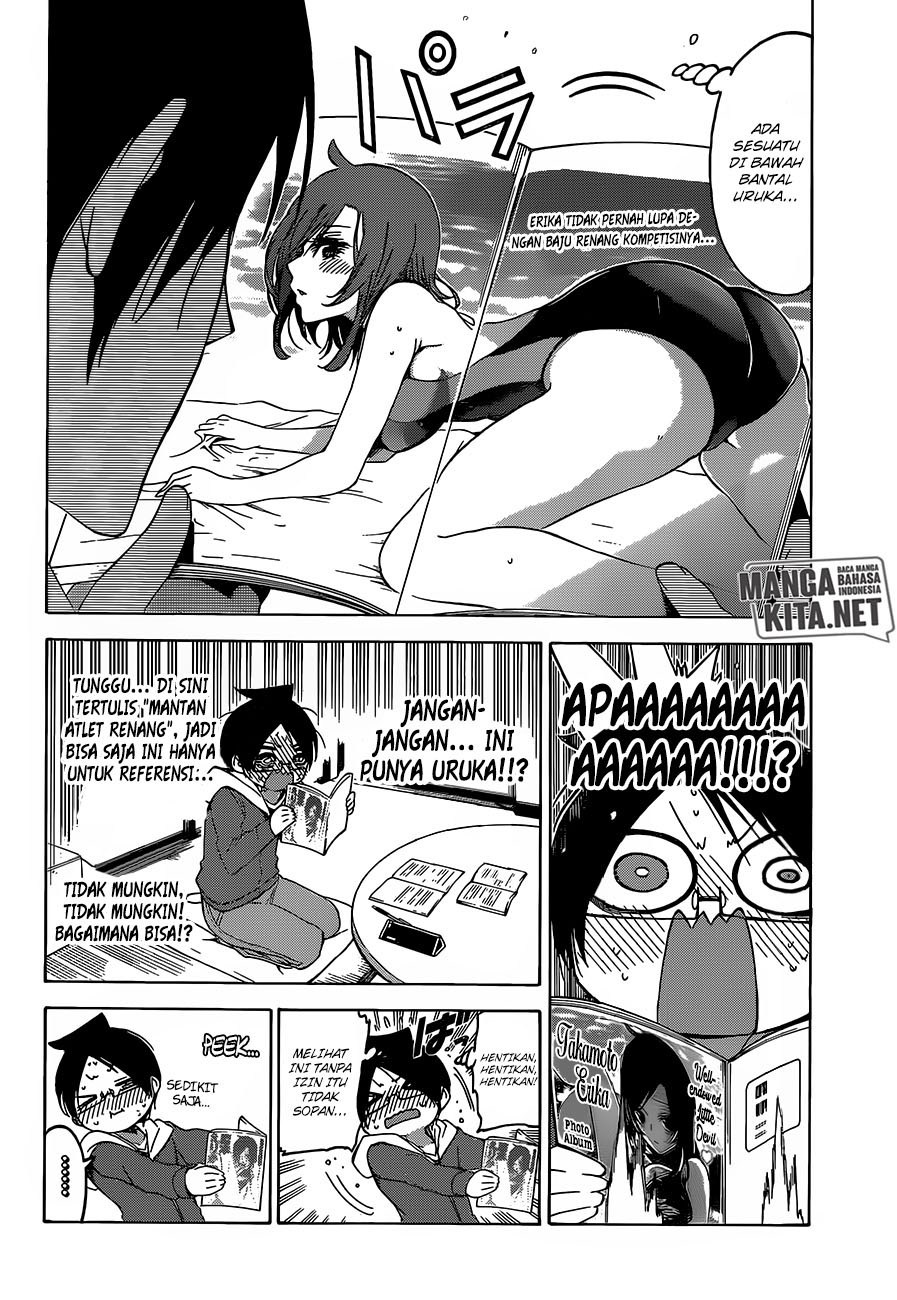 ADA
SESUATU
DI BAWAH
BANTAL
URUKA...
パラ
ERIKA TIDAK PERNAH LUPA DE-
NGAN BAJU RENANG KOMPETISINYA...
MANGA
KITA.NET
BACA MANGA
BAHASA
INDONESIA
APAAAAAAAAA
AAAAAA!!!?
Takamoto
Erika
Photo
Album
Well-
endowed
little
Devil
JANGAN-
JANGAN... INI
PUNYA URUKA!!?
TUNGGU... DI SINI
TERTULIS "MANTAN
ATLET RENANG", JADI
BISA SAJA INI HANYA
UNTUK REFERENSI...
TIDAK MUNGKIN,
TIDAK MUNGKIN!
BAGAIMANA BISA!?
ばっ
HENTIKAN,
HENTIKAN,
HENTIKAN!
MELIHAT
INI TANPA
IZIN ITU
TIDAK
SOPAN...
PEEK...
SEDIKIT
SAJA...